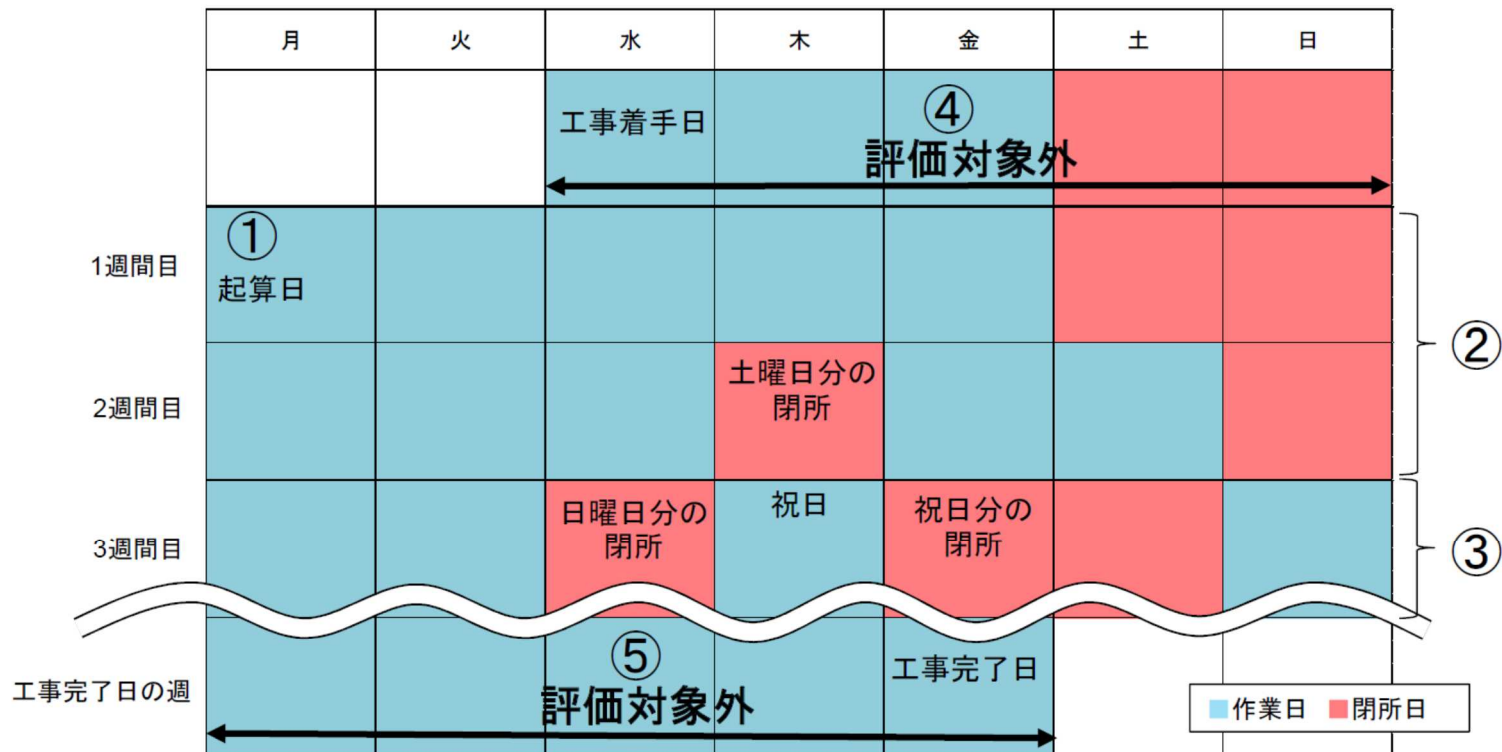 月 火 水 木 金 土 日
工事着手日
④
評価対象外
①
起算日
1週間目
②
2週間目
土曜日分の
閉所
3週間目
日曜日分の
閉所
祝日
祝日分の
閉所
③
工事完了日の週
⑤
評価対象外
工事完了日
作業日 閉所日